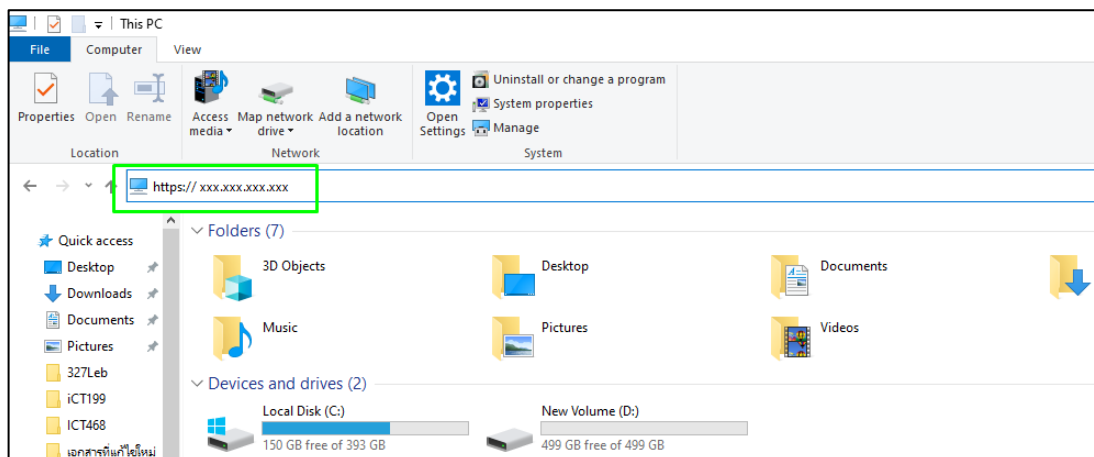 This PC
File Computer View
Properties Open Rename Access media Map network drive Add a network location Open Settings Uninstall or change a program
System properties
Manage
Location Network System
https:// xxx.xxx.xxx.xxx
Quick access
Desktop
Downloads
Documents
Pictures
327Leb
iCT199
ICT468
เอกสารที่แก้ไขใหม่
Folders (7)
3D Objects Desktop Documents
Music Pictures Videos
Devices and drives (2)
Local Disk (C:) New Volume (D:)
150 GB free of 393 GB 499 GB free of 499 GB